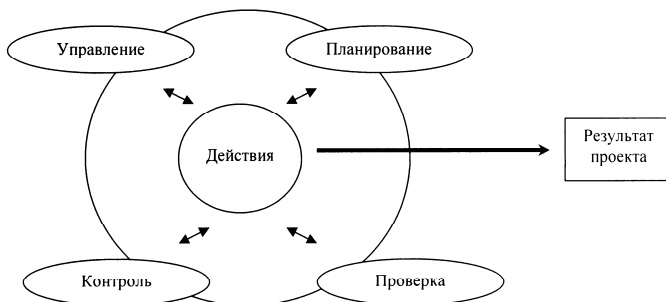 Управление
Планирование
Действия
Результат
проекта
Контроль
Проверка